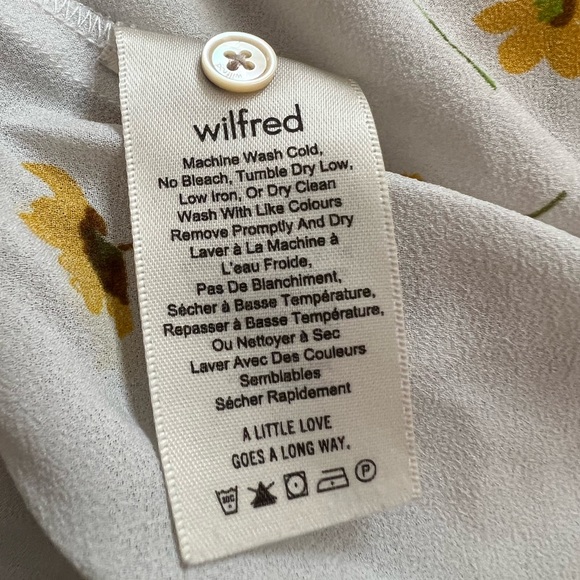 wilfred
Machine Wash Cold,
No Bleach, Tumble Dry Low,
Low Iron, Or Dry Clean
Wash With Like Colours
Remove Promptly And Dry
Laver à La Machine à
L'eau Froide,
Pas De Blanchiment,
Sécher à Basse Température,
Repasser à Basse Température,
Ou Nettoyer à Sec
Laver Avec Des Couleurs
Semblables
Sécher Rapidement
A LITTLE LOVE
GOES A LONG WAY.
P